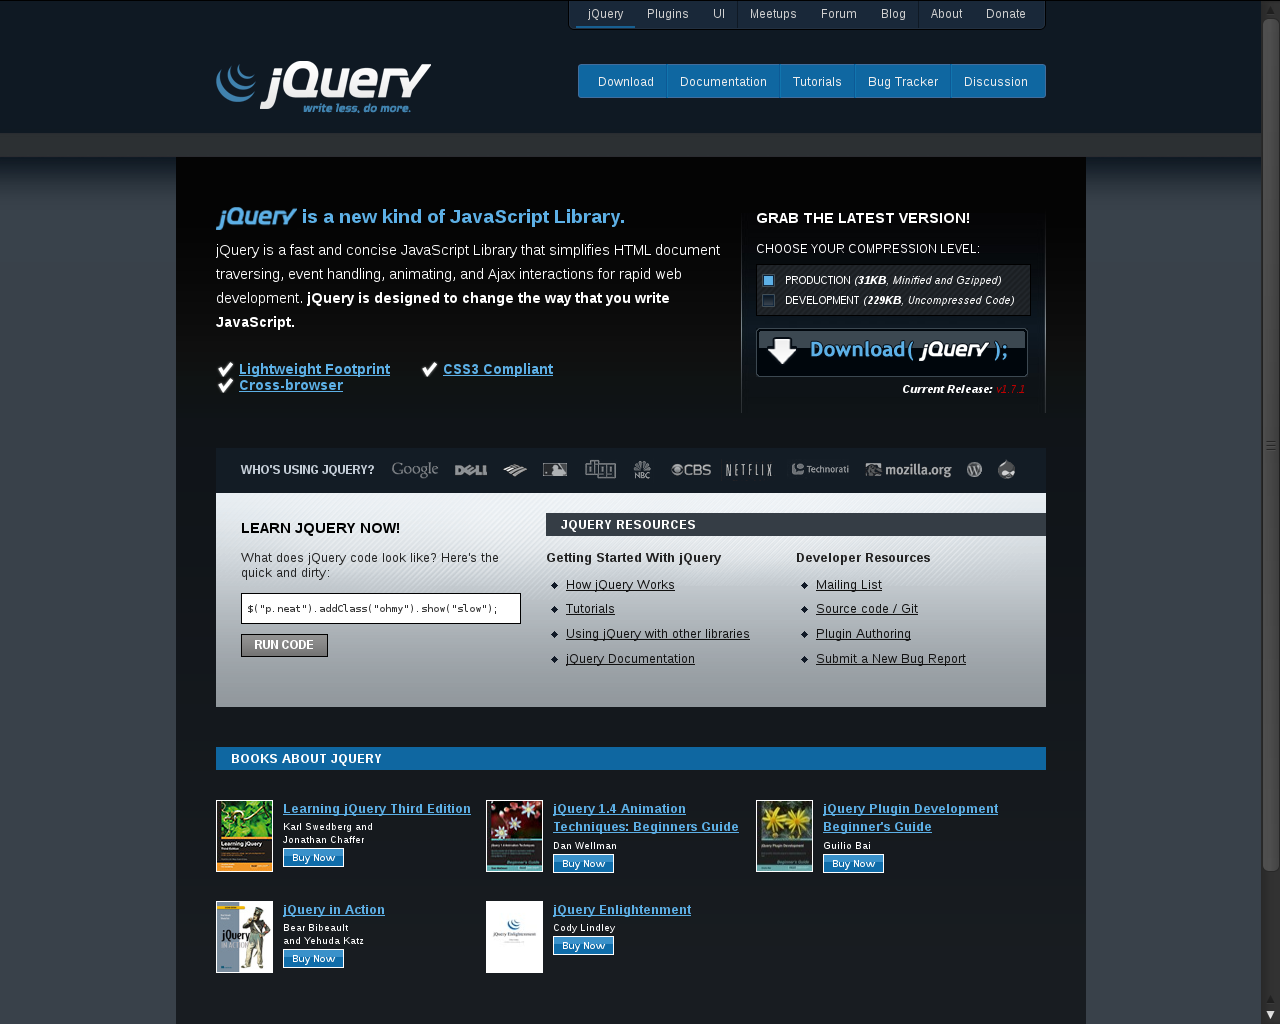 jQuery Plugins UI Meetups Forum Blog About Donate
jQuery
write less, do more.
Download Documentation Tutorials Bug Tracker Discussion
jQuery is a new kind of JavaScript Library.
jQuery is a fast and concise JavaScript Library that simplifies HTML document
traversing, event handling, animating, and Ajax interactions for rapid web
development. jQuery is designed to change the way that you write
JavaScript.
Lightweight Footprint
CSS3 Compliant
Cross-browser
GRAB THE LATEST VERSION!
CHOOSE YOUR COMPRESSION LEVEL:
PRODUCTION (31KB, Minified and Gzipped)
DEVELOPMENT (229KB, Uncompressed Code)
Download( jQuery );
Current Release: v1.7.1
WHO'S USING JQUERY? Google DELL MLB digg NBC CBS NETFLIX Technorati mozilla.org
LEARN JQUERY NOW!
What does jQuery code look like? Here's the
quick and dirty:
$("p.neat").addClass("ohmy").show("slow");
RUN CODE
JQUERY RESOURCES
Getting Started With jQuery
How jQuery Works
Tutorials
Using jQuery with other libraries
jQuery Documentation
Developer Resources
Mailing List
Source code / Git
Plugin Authoring
Submit a New Bug Report
BOOKS ABOUT JQUERY
Learning jQuery
Learning jQuery Third Edition
Karl Swedberg and
Jonathan Chaffer
Buy Now
jQuery 1.4 Animation
Techniques: Beginners Guide
Dan Wellman
Buy Now
jQuery Plugin Development
Beginner's Guide
Guilio Bai
Buy Now
jQuery
IN ACTION
jQuery in Action
Bear Bibeault
and Yehuda Katz
Buy Now
jQuery Enlightenment
jQuery Enlightenment
Cody Lindley
Buy Now